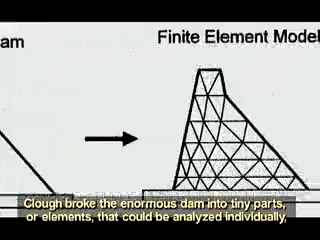 am
Finite Element Model
Clough broke the enormous dam into tiny parts,
or elements, that could be analyzed individually,